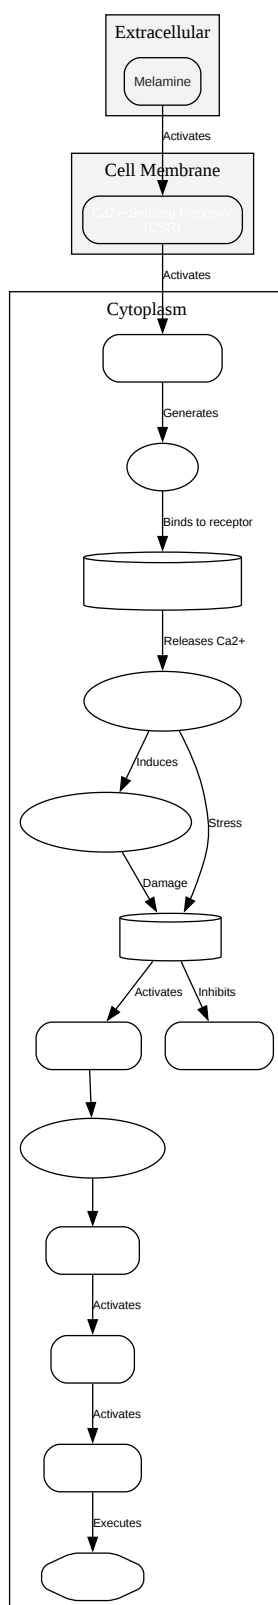 Extracellular
Melamine
Activates
Cell Membrane
Ca2+-Sensing Receptor
(CSR)
Activates
Cytoplasm
Generates
Binds to receptor
Releases Ca2+
Induces
Stress
Damage
Activates
Inhibits
Activates
Activates
Executes